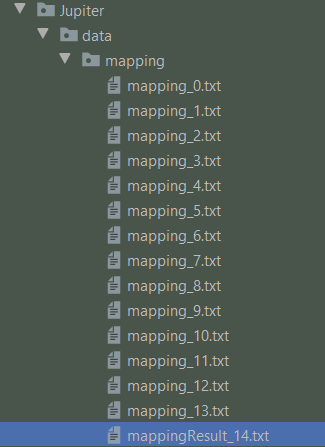 Jupiter
data
mapping
mapping_0.txt
mapping_1.txt
mapping_2.txt
mapping_3.txt
mapping_4.txt
mapping_5.txt
mapping_6.txt
mapping_7.txt
mapping_8.txt
mapping_9.txt
mapping_10.txt
mapping_11.txt
mapping_12.txt
mapping_13.txt
mappingResult_14.txt